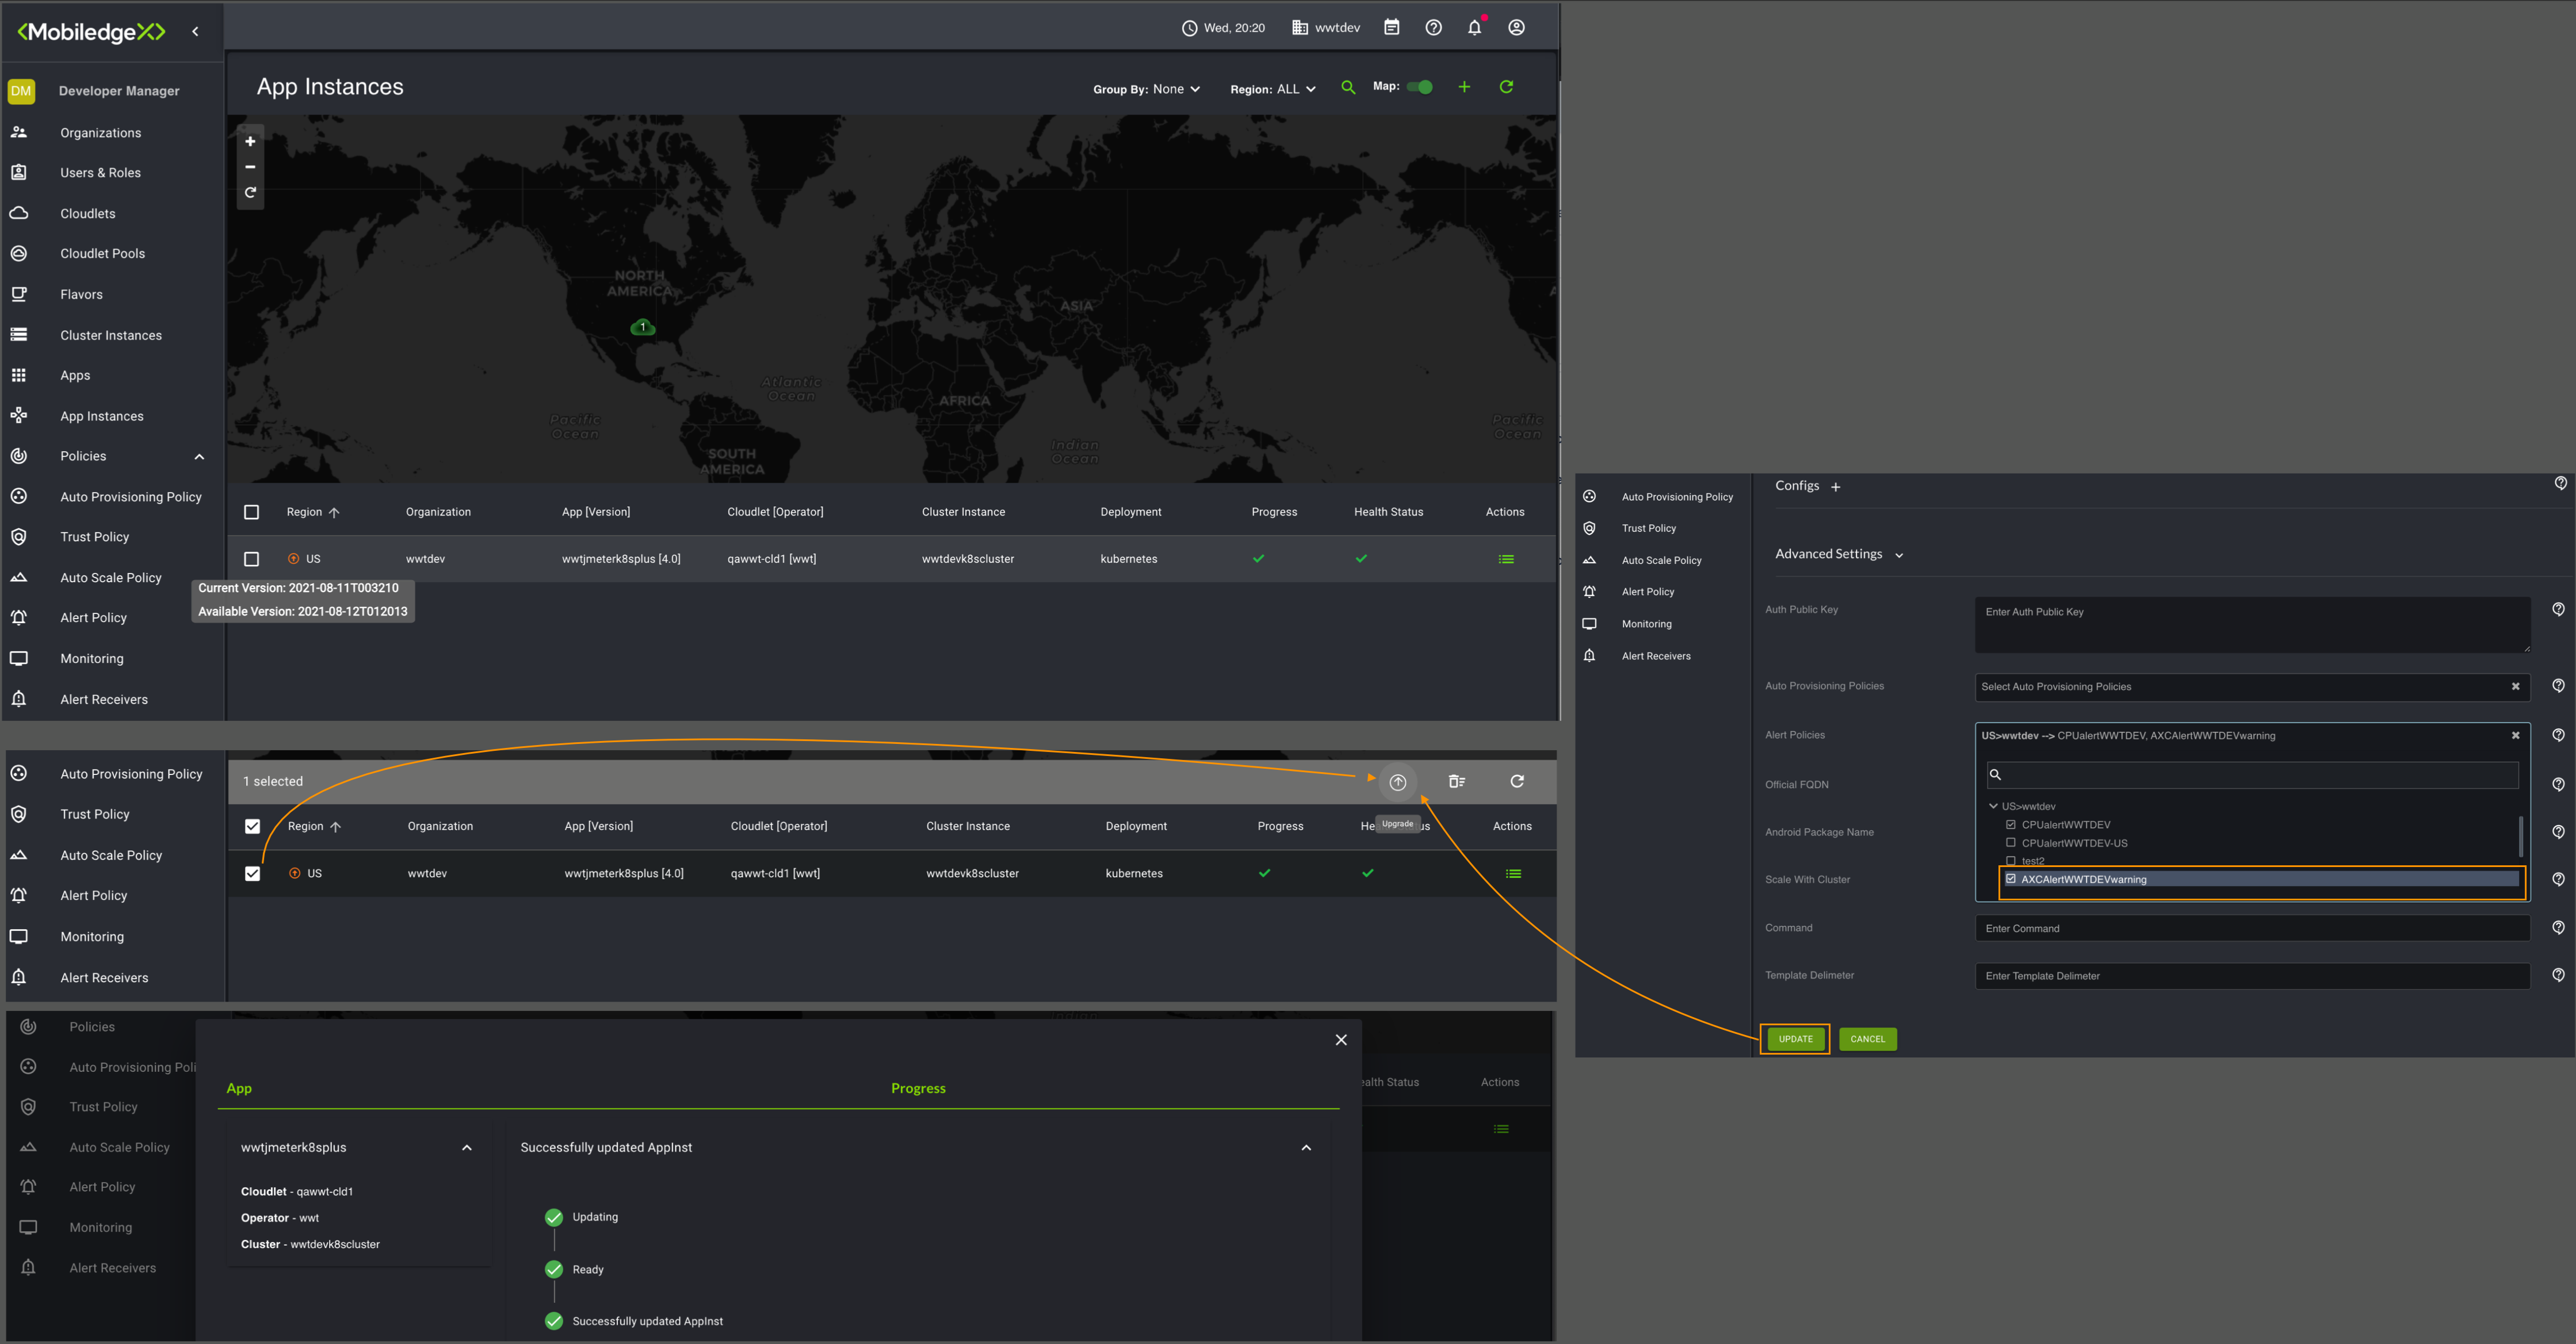 <MobiledgeX>
Wed, 20:20 wwtdev
DM Developer Manager
Organizations
Users & Roles
Cloudlets
Cloudlet Pools
Flavors
Cluster Instances
Apps
App Instances
Policies
Auto Provisioning Policy
Trust Policy
Auto Scale Policy
Alert Policy
Monitoring
Alert Receivers
App Instances
Group By: None Region: ALL Map:
NORTH
AMERICA
1
ASIA
Atlantic
Ocean
AFRICA
Pacific
Ocean
Pacific
Ocean
Indian
Ocean
SOUTH
AMERICA
Region Organization App [Version] Cloudlet [Operator] Cluster Instance Deployment Progress Health Status Actions
US wwtdev wwtjmeterk8splus [4.0] qawwt-cld1 [wwt] wwtdevk8scluster kubernetes
Current Version: 2021-08-11T003210
Available Version: 2021-08-12T012013
Auto Provisioning Policy
Trust Policy
Auto Scale Policy
Alert Policy
Monitoring
Alert Receivers
1 selected
Upgrade
Region Organization App [Version] Cloudlet [Operator] Cluster Instance Deployment Progress He us Actions
US wwtdev wwtjmeterk8splus [4.0] qawwt-cld1 [wwt] wwtdevk8scluster kubernetes
Policies
Auto Provisioning Poli
Trust Policy
Auto Scale Policy
Alert Policy
Monitoring
Alert Receivers
Indian
ealth Status Actions
App Progress
wwtjmeterk8splus
Cloudlet - qawwt-cld1
Operator - wwt
Cluster - wwtdevk8scluster
Successfully updated AppInst
Updating
Ready
Successfully updated AppInst
Auto Provisioning Policy
Trust Policy
Auto Scale Policy
Alert Policy
Monitoring
Alert Receivers
Configs +
Advanced Settings
Auth Public Key Enter Auth Public Key
Auto Provisioning Policies Select Auto Provisioning Policies
Alert Policies US>wwtdev --> CPUalertWWTDEV, AXCAlertWWTDEVwarning
US>wwtdev
CPUalertWWTDEV
CPUalertWWTDEV-US
test2
AXCAlertWWTDEVwarning
Official FQDN
Android Package Name
Scale With Cluster
Command Enter Command
Template Delimeter Enter Template Delimeter
UPDATE CANCEL